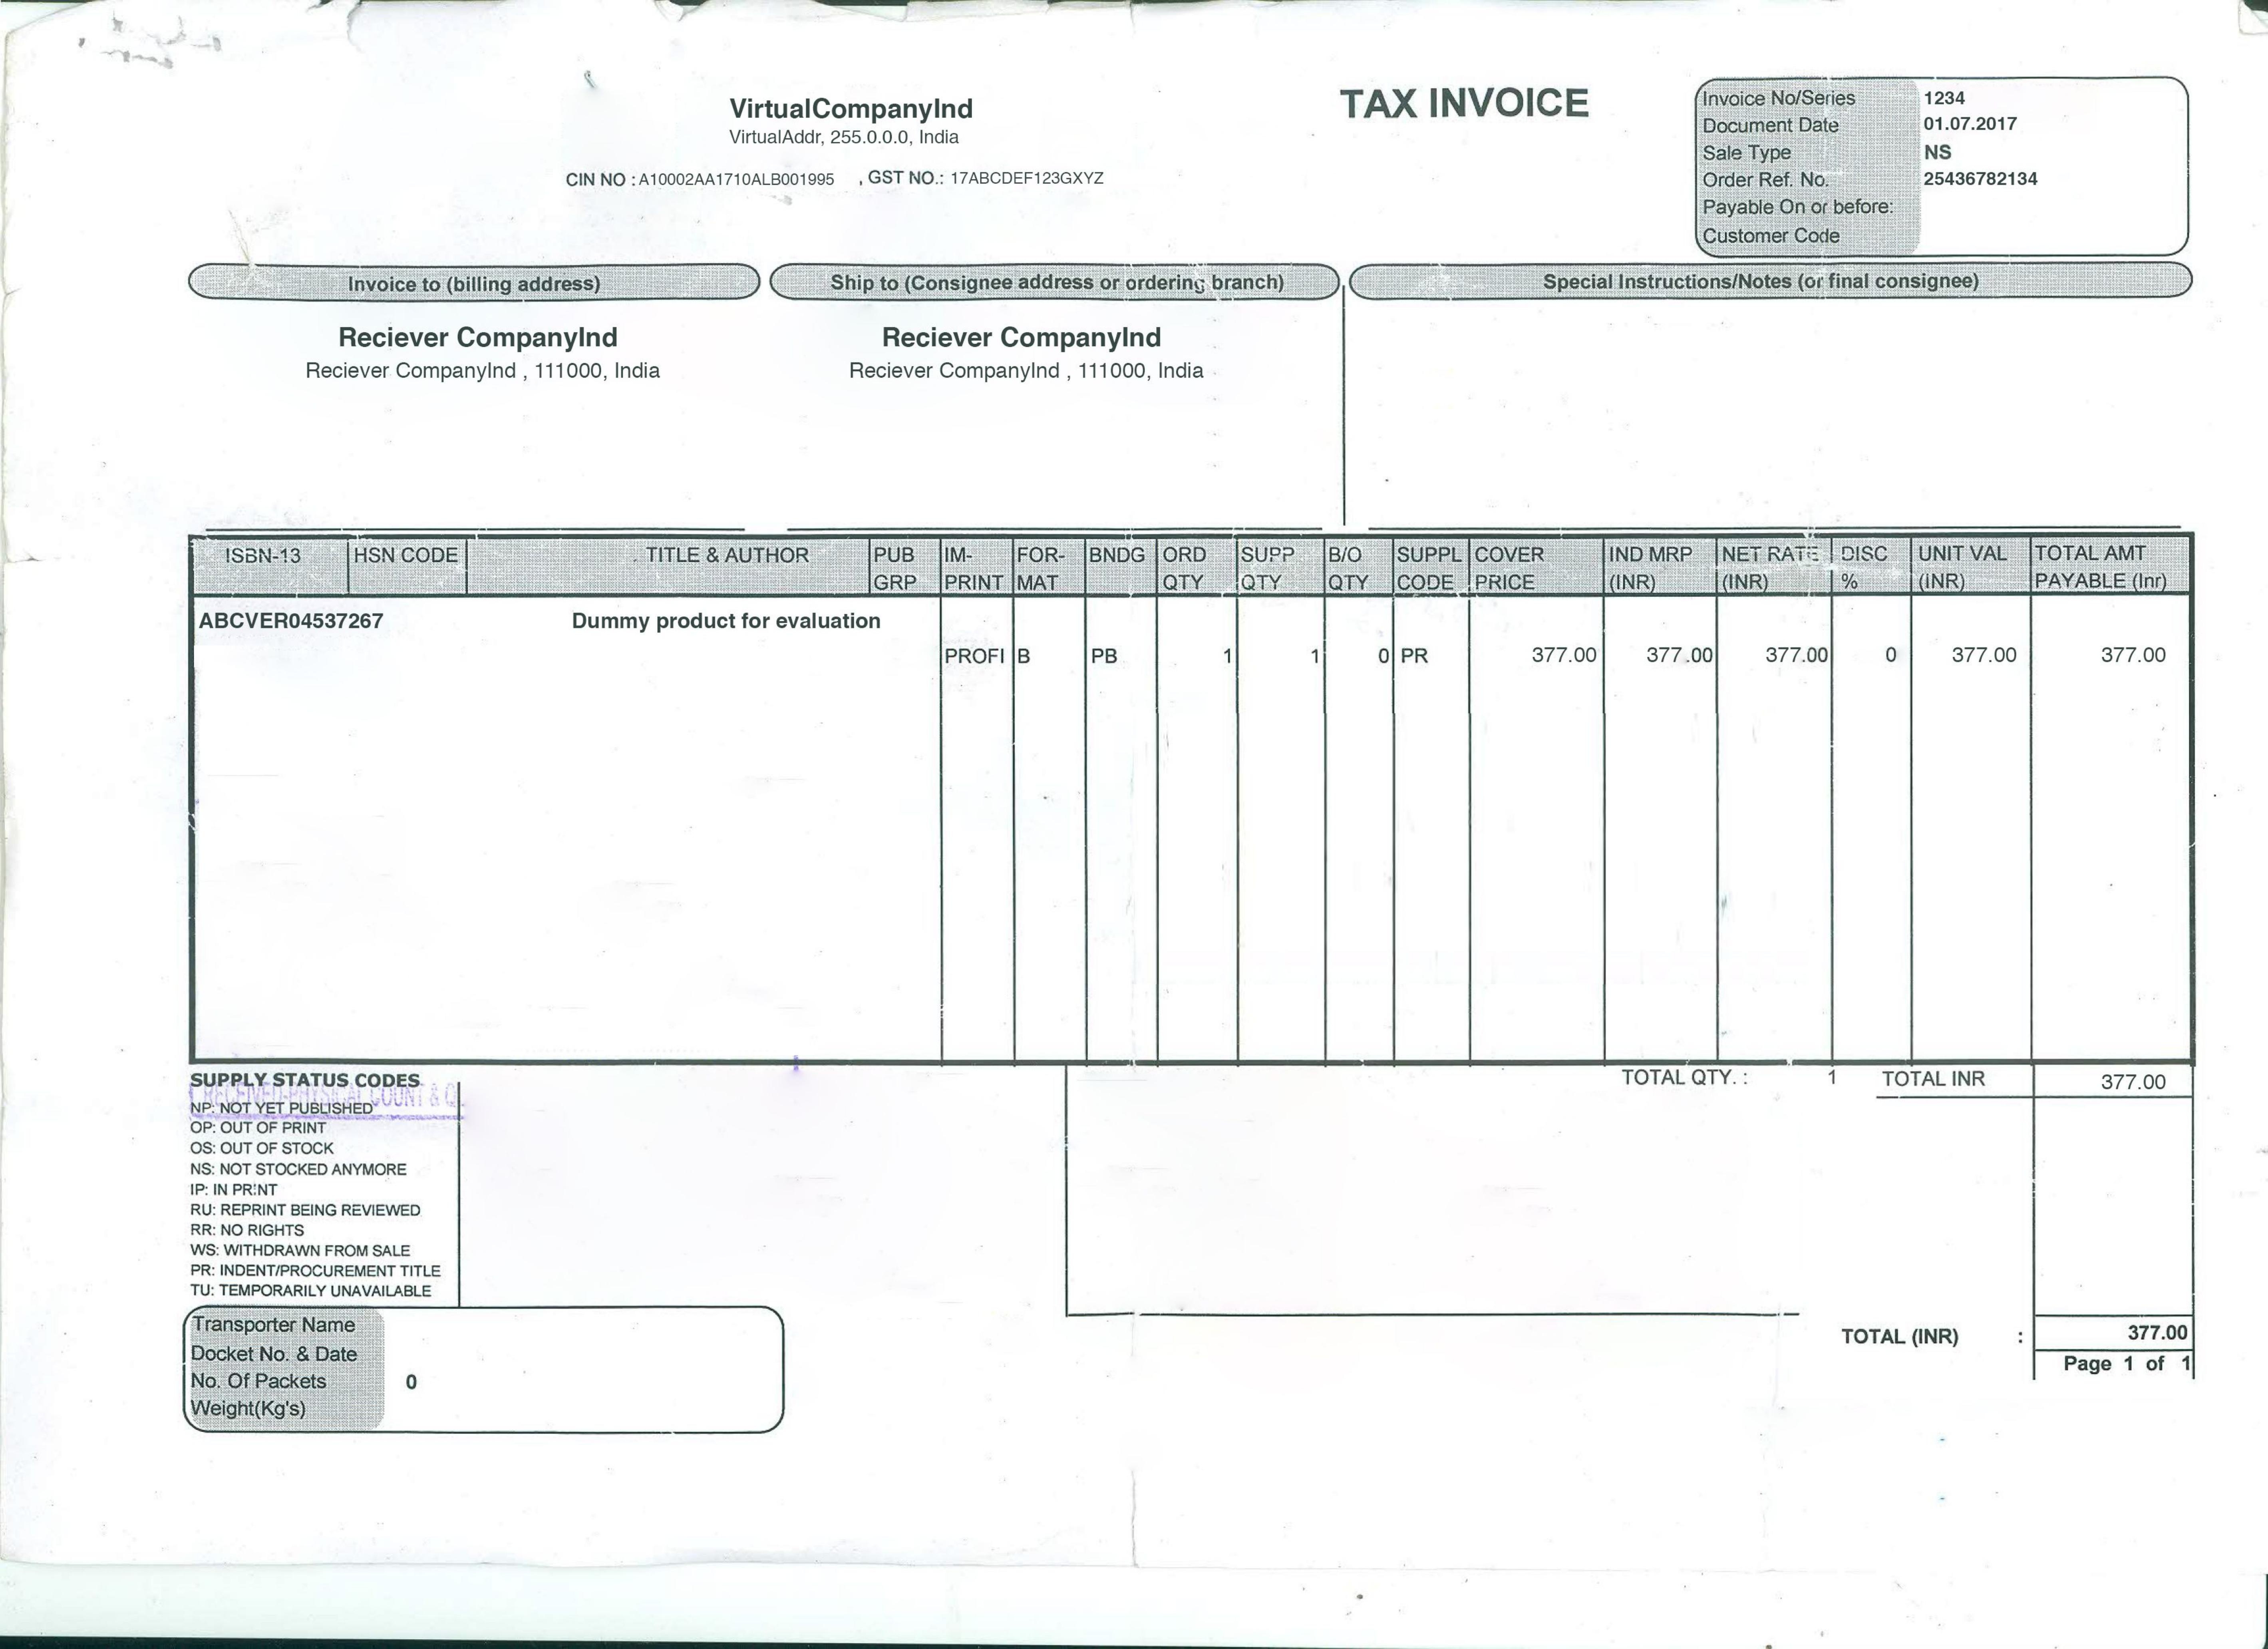 VirtualCompanyInd
VirtualAddr, 255.0.0.0, India
CIN NO : A10002AA1710ALB001995 , GST NO.: 17ABCDEF123GXYZ
TAX INVOICE
Invoice No/Series 1234
Document Date 01.07.2017
Sale Type NS
Order Ref. No. 25436782134
Payable On or before:
Customer Code
Invoice to (billing address)
Reciever CompanyInd
Reciever CompanyInd , 111000, India
Ship to (Consignee address or ordering branch)
Reciever CompanyInd
Reciever CompanyInd , 111000, India
Special Instructions/Notes (or final consignee)
ISBN-13 HSN CODE TITLE & AUTHOR PUB GRP IM-PRINT FOR-MAT BNDG ORD QTY SUPP QTY B/O QTY SUPPL CODE COVER PRICE IND MRP (INR) NET RATE (INR) DISC % UNIT VAL (INR) TOTAL AMT PAYABLE (Inr)
ABCVER04537267 Dummy product for evaluation
PROFI B PB 1 1 0 PR 377.00 377.00 377.00 0 377.00 377.00
TOTAL QTY. : 1 TOTAL INR 377.00
SUPPLY STATUS CODES
RECEIVED-PHYSICAL COUNT &
NP: NOT YET PUBLISHED
OP: OUT OF PRINT
OS: OUT OF STOCK
NS: NOT STOCKED ANYMORE
IP: IN PRINT
RU: REPRINT BEING REVIEWED
RR: NO RIGHTS
WS: WITHDRAWN FROM SALE
PR: INDENT/PROCUREMENT TITLE
TU: TEMPORARILY UNAVAILABLE
Transporter Name
Docket No. & Date
No. Of Packets 0
Weight(Kg's)
TOTAL (INR) : 377.00
Page 1 of 1